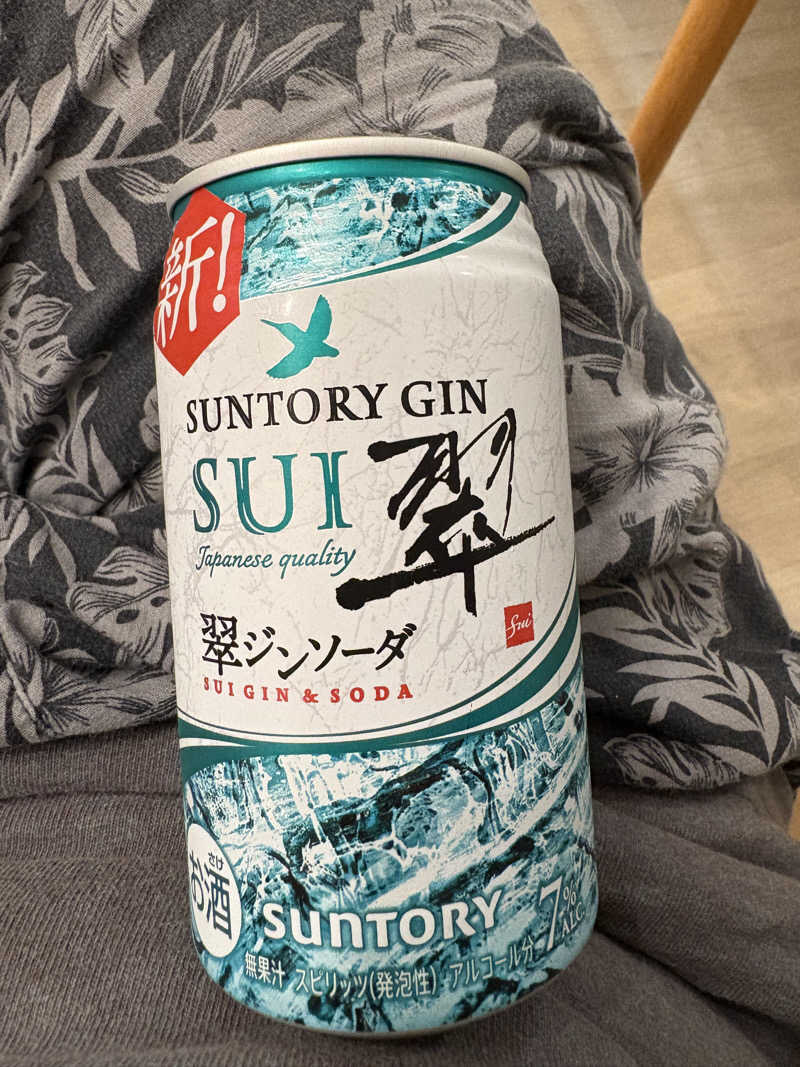 新!
SUNTORY GIN
SUI 翠
Japanese quality
Sui
翠ジンソーダ
SUI GIN & SODA
さけ
お酒
SUNTORY
無果汁 スピリッツ(発泡性) アルコール分 7% ALC.